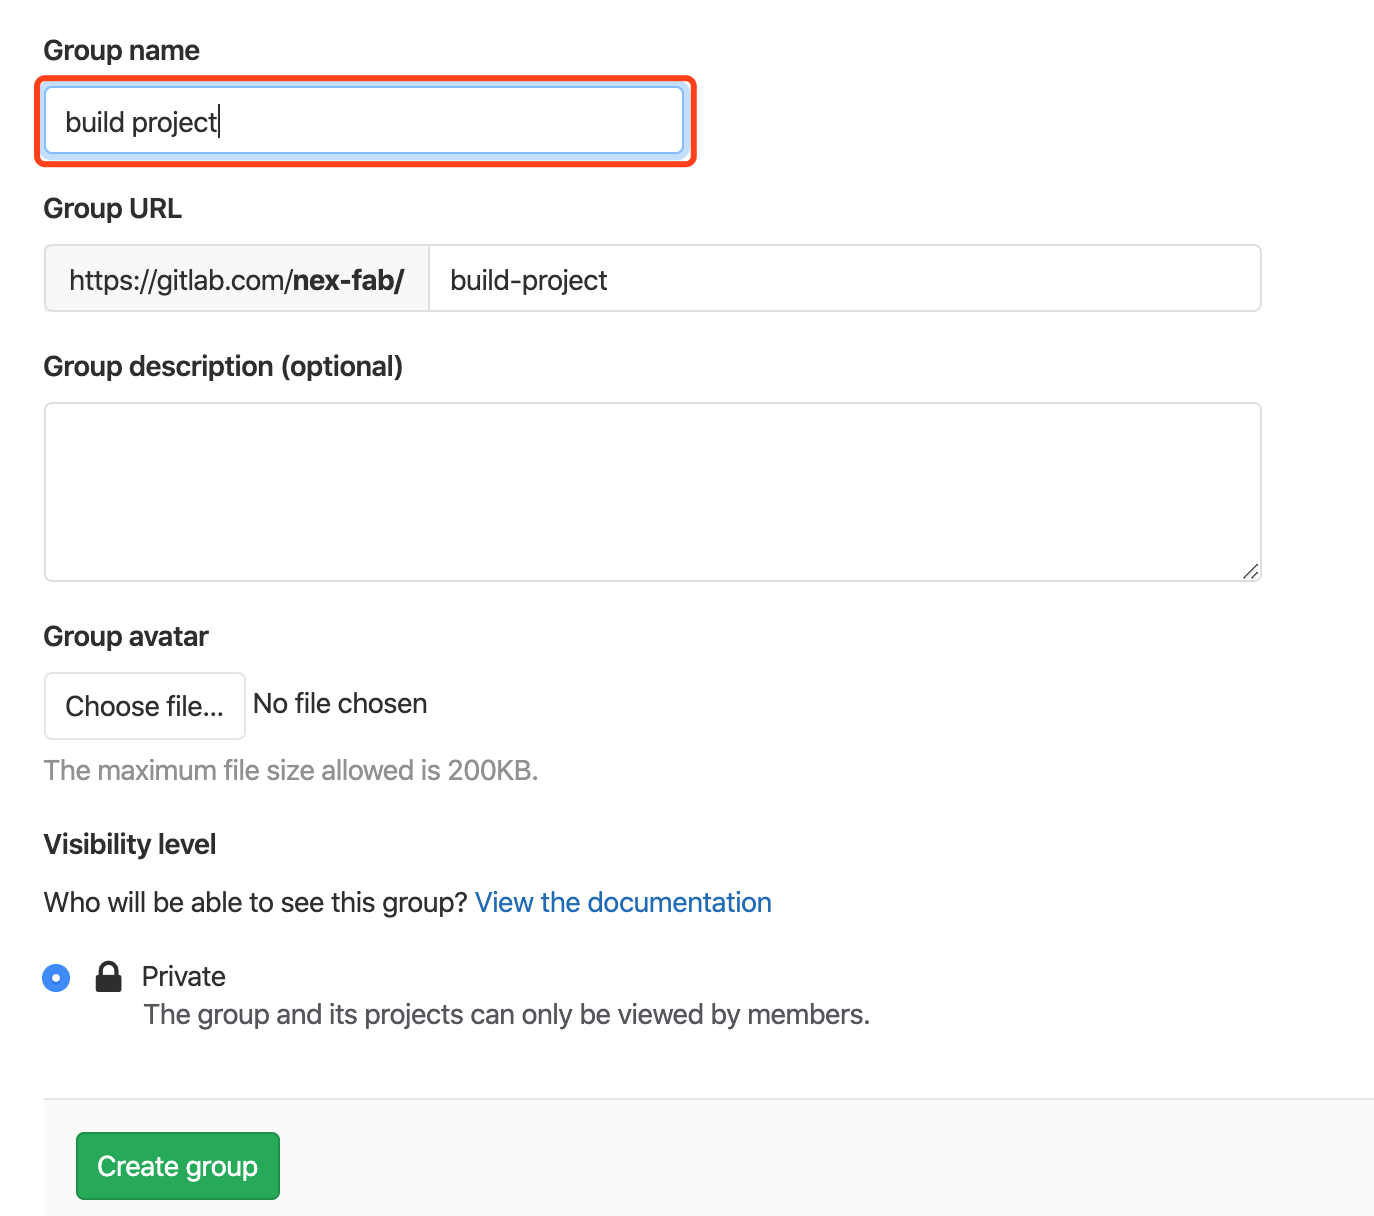 Group name
build project
Group URL
https://gitlab.com/nex-fab/ build-project
Group description (optional)
Group avatar
Choose file... No file chosen
The maximum file size allowed is 200KB.
Visibility level
Who will be able to see this group? View the documentation
Private
The group and its projects can only be viewed by members.
Create group